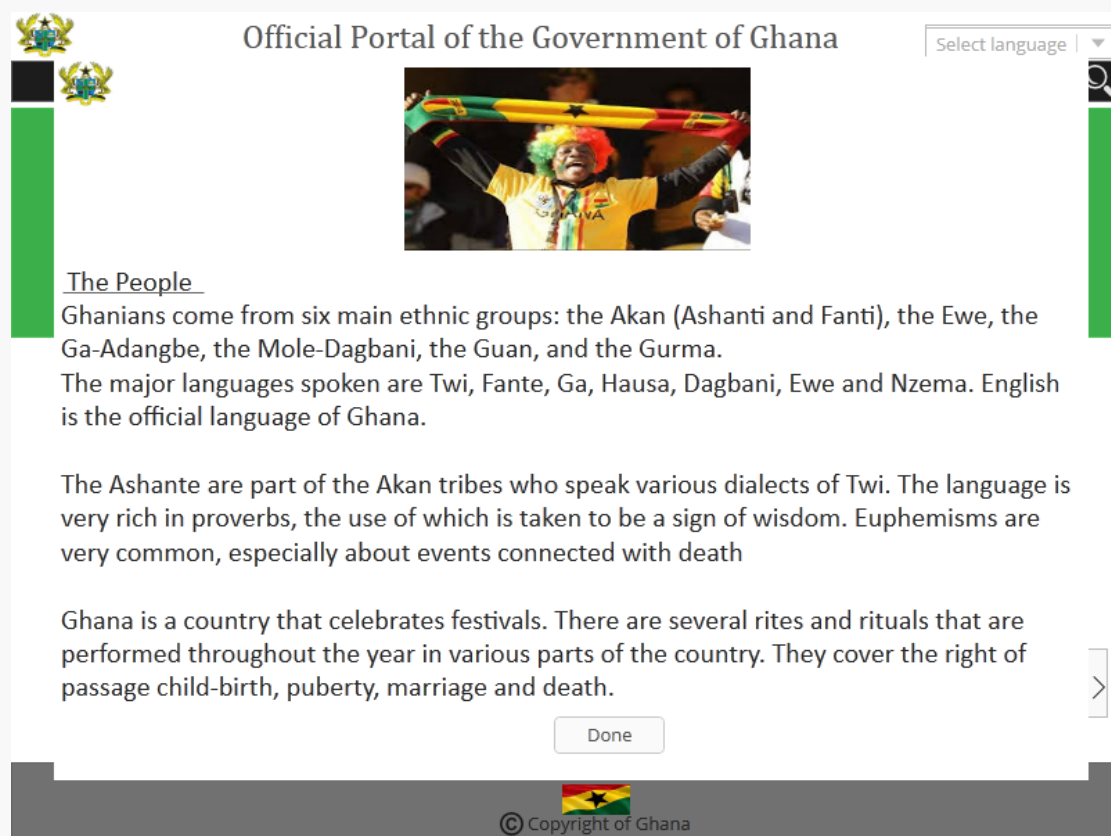 Official Portal of the Government of Ghana
Select language
GHANA
The People
Ghanians come from six main ethnic groups: the Akan (Ashanti and Fanti), the Ewe, the
Ga-Adangbe, the Mole-Dagbani, the Guan, and the Gurma.
The major languages spoken are Twi, Fante, Ga, Hausa, Dagbani, Ewe and Nzema. English
is the official language of Ghana.
The Ashante are part of the Akan tribes who speak various dialects of Twi. The language is
very rich in proverbs, the use of which is taken to be a sign of wisdom. Euphemisms are
very common, especially about events connected with death
Ghana is a country that celebrates festivals. There are several rites and rituals that are
performed throughout the year in various parts of the country. They cover the right of
passage child-birth, puberty, marriage and death.
Done
© Copyright of Ghana